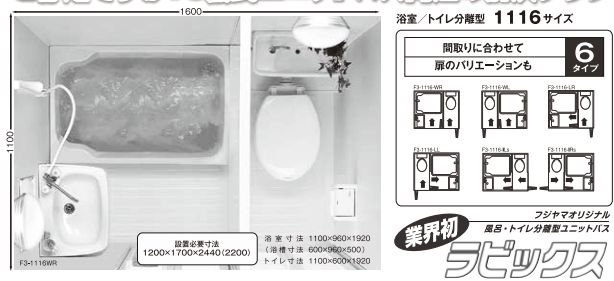 1600
1100
浴室／トイレ分離型 1116サイズ
間取りに合わせて
扉のバリエーションも
6
タイプ
F3-1116-WR
F3-1116-WL
F3-1116-LR
F3-1116-LL
F3-1116-ⅡLs
F3-1116-ⅡRs
F3-1116WR
設置必要寸法
1200×1700×2440(2200)
浴室寸法 1100×960×1920
(浴槽寸法 600×960×500)
トイレ寸法 1100×600×1920
業界初
フジヤマオリジナル
風呂・トイレ分離型ユニットバス
ラビックス